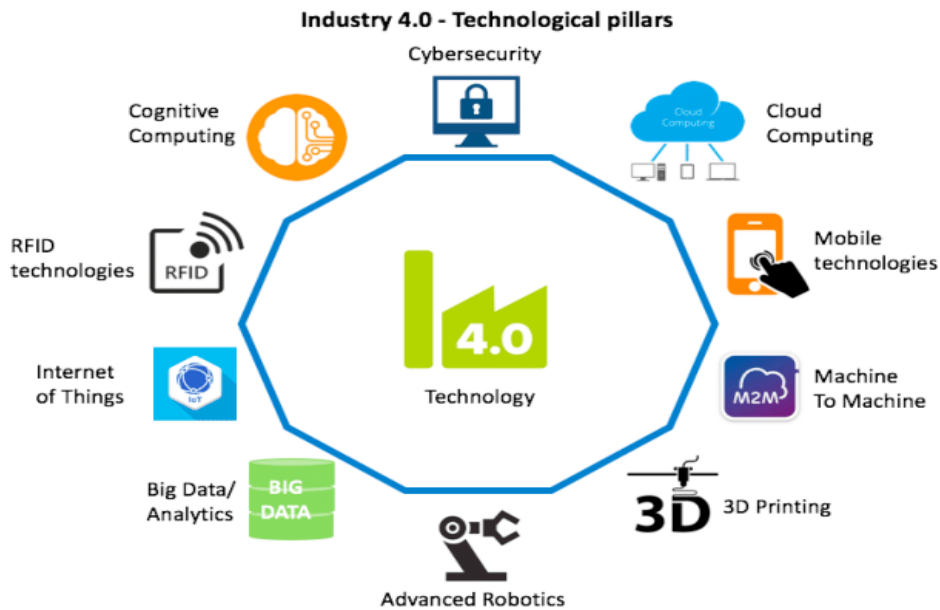 Industry 4.0 - Technological pillars
Cybersecurity
Cognitive
Computing
Cloud
Computing
Cloud
Computing
RFID
technologies
RFID
Mobile
technologies
4.0
Technology
Internet
of Things
IoT
M2M
Machine
To Machine
Big Data/
Analytics
BIG
DATA
3D
3D Printing
Advanced Robotics